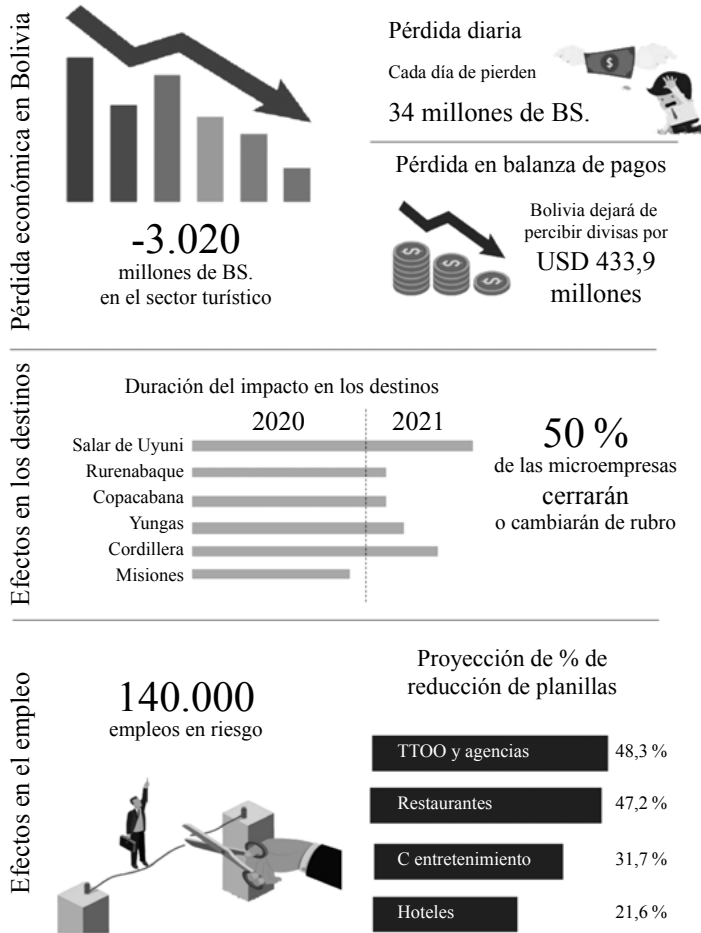 Pérdida económica en Bolivia
-3.020
millones de BS.
en el sector turístico
Pérdida diaria
Cada día de pierden
34 millones de BS.
Pérdida en balanza de pagos
Bolivia dejará de
percibir divisas por
USD 433,9
millones
Efectos en los destinos
Duración del impacto en los destinos
2020 2021
Salar de Uyuni
Rurenabaque
Copacabana
Yungas
Cordillera
Misiones
50 %
de las microempresas
cerrarán
o cambiarán de rubro
Efectos en el empleo
140.000
empleos en riesgo
Proyección de % de
reducción de planillas
TTOO y agencias 48,3 %
Restaurantes 47,2 %
C entretenimiento 31,7 %
Hoteles 21,6 %